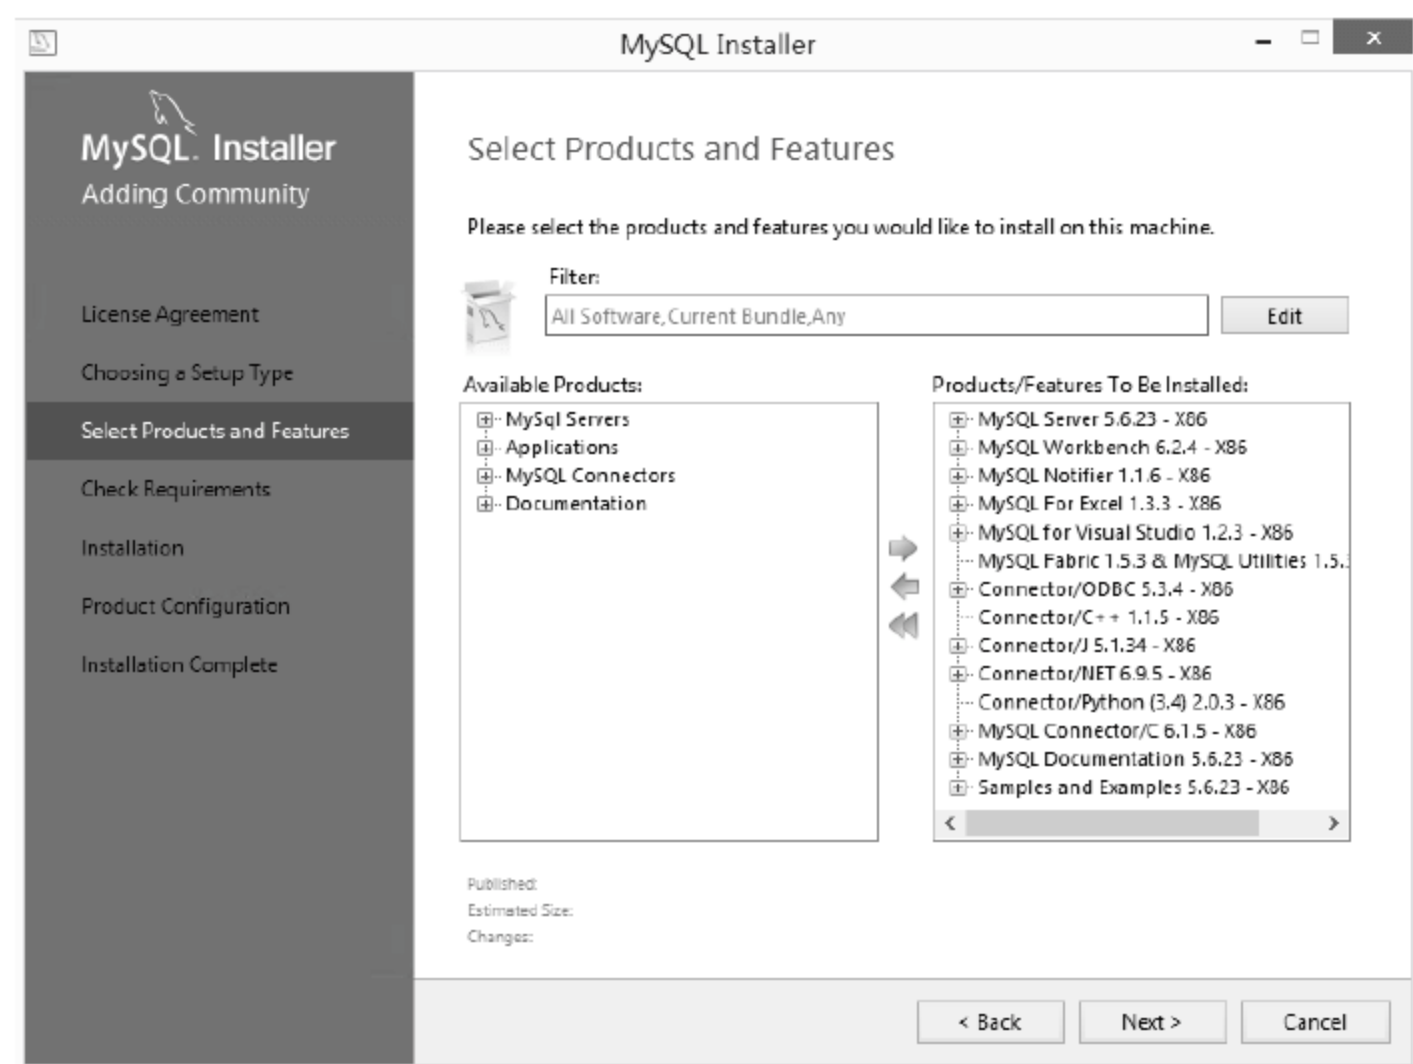 MySQL Installer
MySQL. Installer
Adding Community
License Agreement
Choosing a Setup Type
Select Products and Features
Check Requirements
Installation
Product Configuration
Installation Complete
Select Products and Features
Please select the products and features you would like to install on this machine.
Filter:
All Software,Current Bundle,Any
Edit
Available Products:
MySql Servers
Applications
MySQL Connectors
Documentation
Products/Features To Be Installed:
MySQL Server 5.6.23 - X86
MySQL Workbench 6.2.4 - X86
MySQL Notifier 1.1.6 - X86
MySQL For Excel 1.3.3 - X86
MySQL for Visual Studio 1.2.3 - X86
MySQL Fabric 1.5.3 & MySQL Utilities 1.5.
Connector/ODBC 5.3.4 - X86
Connector/C++ 1.1.5 - X86
Connector/J 5.1.34 - X86
Connector/NET 6.9.5 - X86
Connector/Python (3.4) 2.0.3 - X86
MySQL Connector/C 6.1.5 - X86
MySQL Documentation 5.6.23 - X86
Samples and Examples 5.6.23 - X86
Published:
Estimated Size:
Changes:
< Back
Next >
Cancel